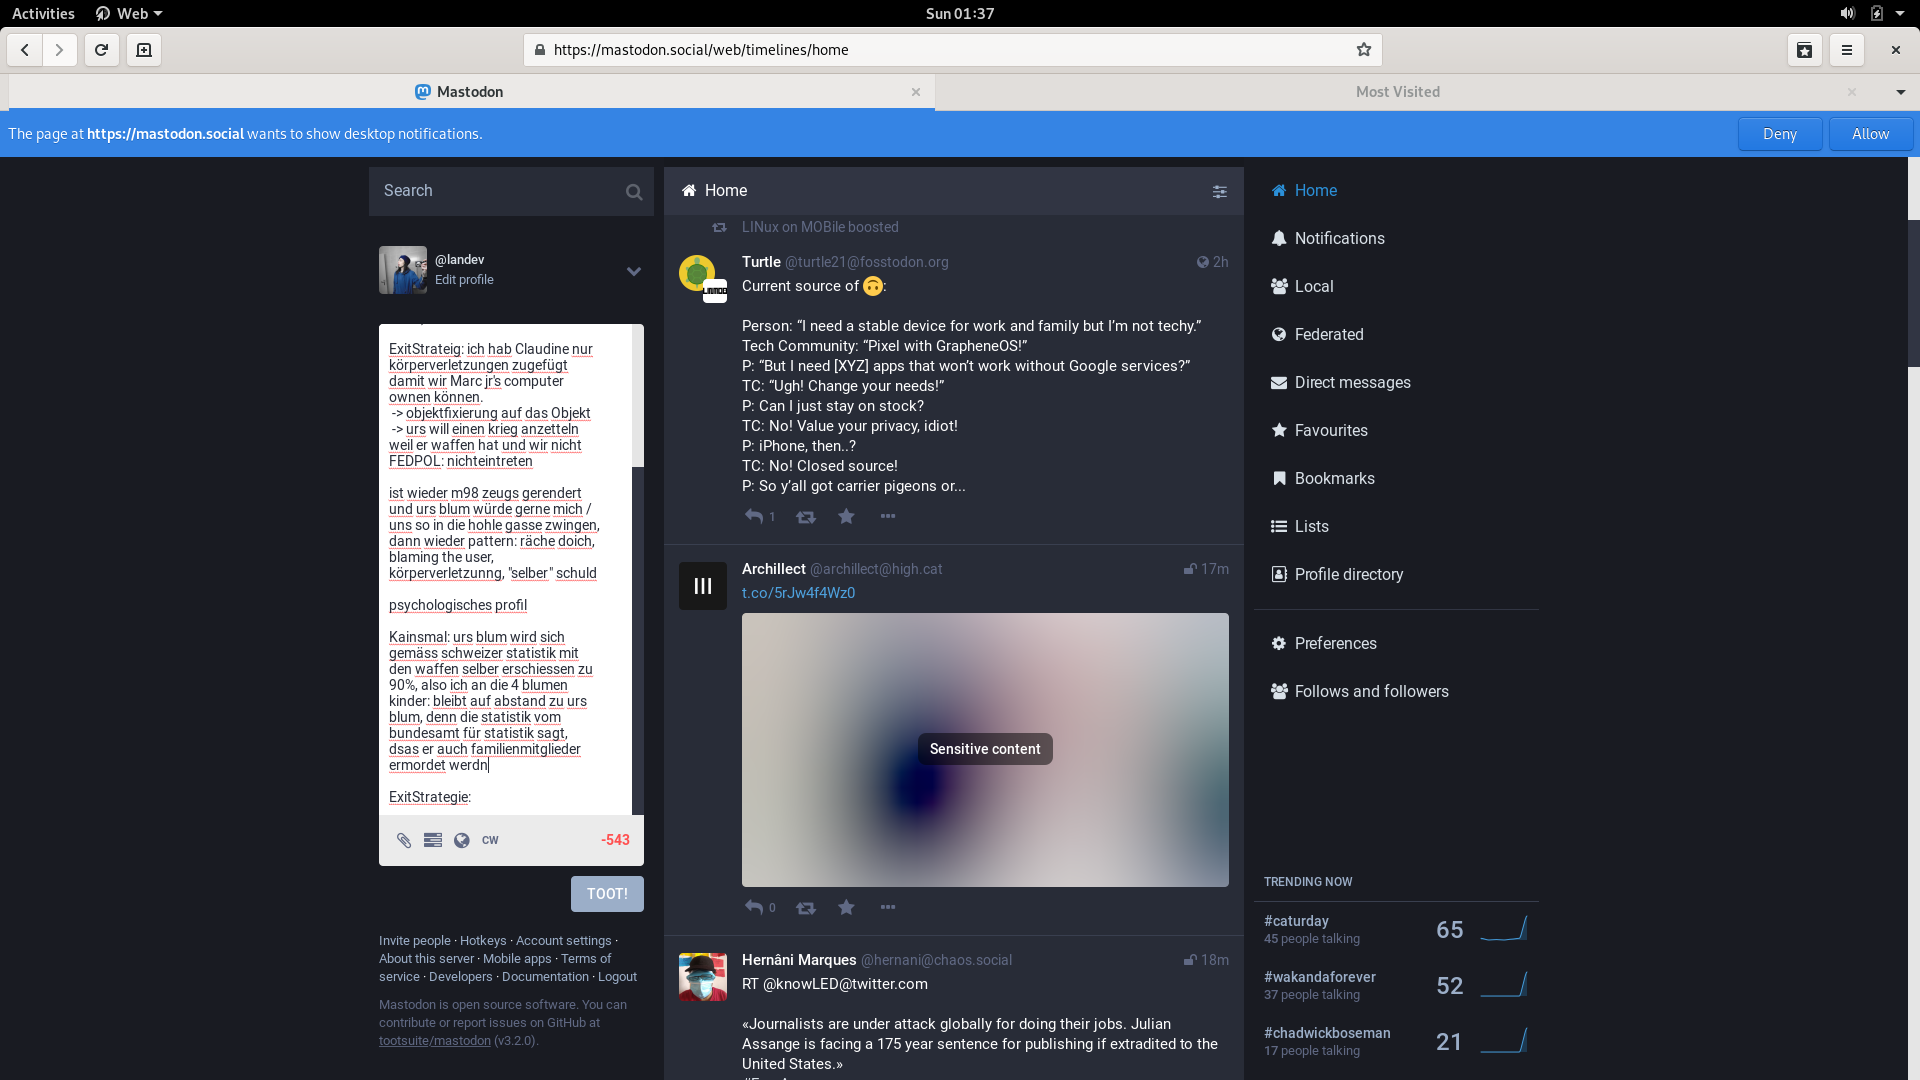 Activities
Web
Sun 01:37
https://mastodon.social/web/timelines/home
Mastodon
Most Visited
The page at https://mastodon.social wants to show desktop notifications.
Deny
Allow
Search
@landev
Edit profile
ExitStrateig: ich hab Claudine nur
körperverletzungen zugefügt
damit wir Marc jr's computer
ownen können.
-> objektfixierung auf das Objekt
-> urs will einen krieg anzetteln
weil er waffen hat und wir nicht
FEDPOL: nichteintreten
ist wieder m98 zeugs gerendert
und urs blum würde gerne mich /
uns so in die hohle gasse zwingen,
dann wieder pattern: räche doich,
blaming the user,
körperverletzunng, "selber" schuld
psychologisches profil
Kainsmal: urs blum wird sich
gemäss schweizer statistik mit
den waffen selber erschiessen zu
90%, also ich an die 4 blumen
kinder: bleibt auf abstand zu urs
blum, denn die statistik vom
bundesamt für statistik sagt,
dsas er auch familienmitglieder
ermordet werdn
ExitStrategie:
CW
-543
TOOT!
Invite people · Hotkeys · Account settings ·
About this server · Mobile apps · Terms of
service · Developers · Documentation · Logout
Mastodon is open source software. You can
contribute or report issues on GitHub at
tootsuite/mastodon (v3.2.0).
Home
LINux on MOBile boosted
Turtle @turtle21@fosstodon.org
2h
Current source of 🙃:
Person: “I need a stable device for work and family but I’m not techy.”
Tech Community: “Pixel with GrapheneOS!”
P: “But I need [XYZ] apps that won’t work without Google services?”
TC: “Ugh! Change your needs!”
P: Can I just stay on stock?
TC: No! Value your privacy, idiot!
P: iPhone, then..?
TC: No! Closed source!
P: So y’all got carrier pigeons or...
1
Archillect @archillect@high.cat
17m
t.co/5rJw4f4Wz0
Sensitive content
0
Hernâni Marques @hernani@chaos.social
18m
RT @knowLED@twitter.com
«Journalists are under attack globally for doing their jobs. Julian
Assange is facing a 175 year sentence for publishing if extradited to the
United States.»
Home
Notifications
Local
Federated
Direct messages
Favourites
Bookmarks
Lists
Profile directory
Preferences
Follows and followers
TRENDING NOW
#caturday
45 people talking
65
#wakandaforever
37 people talking
52
#chadwickboseman
17 people talking
21